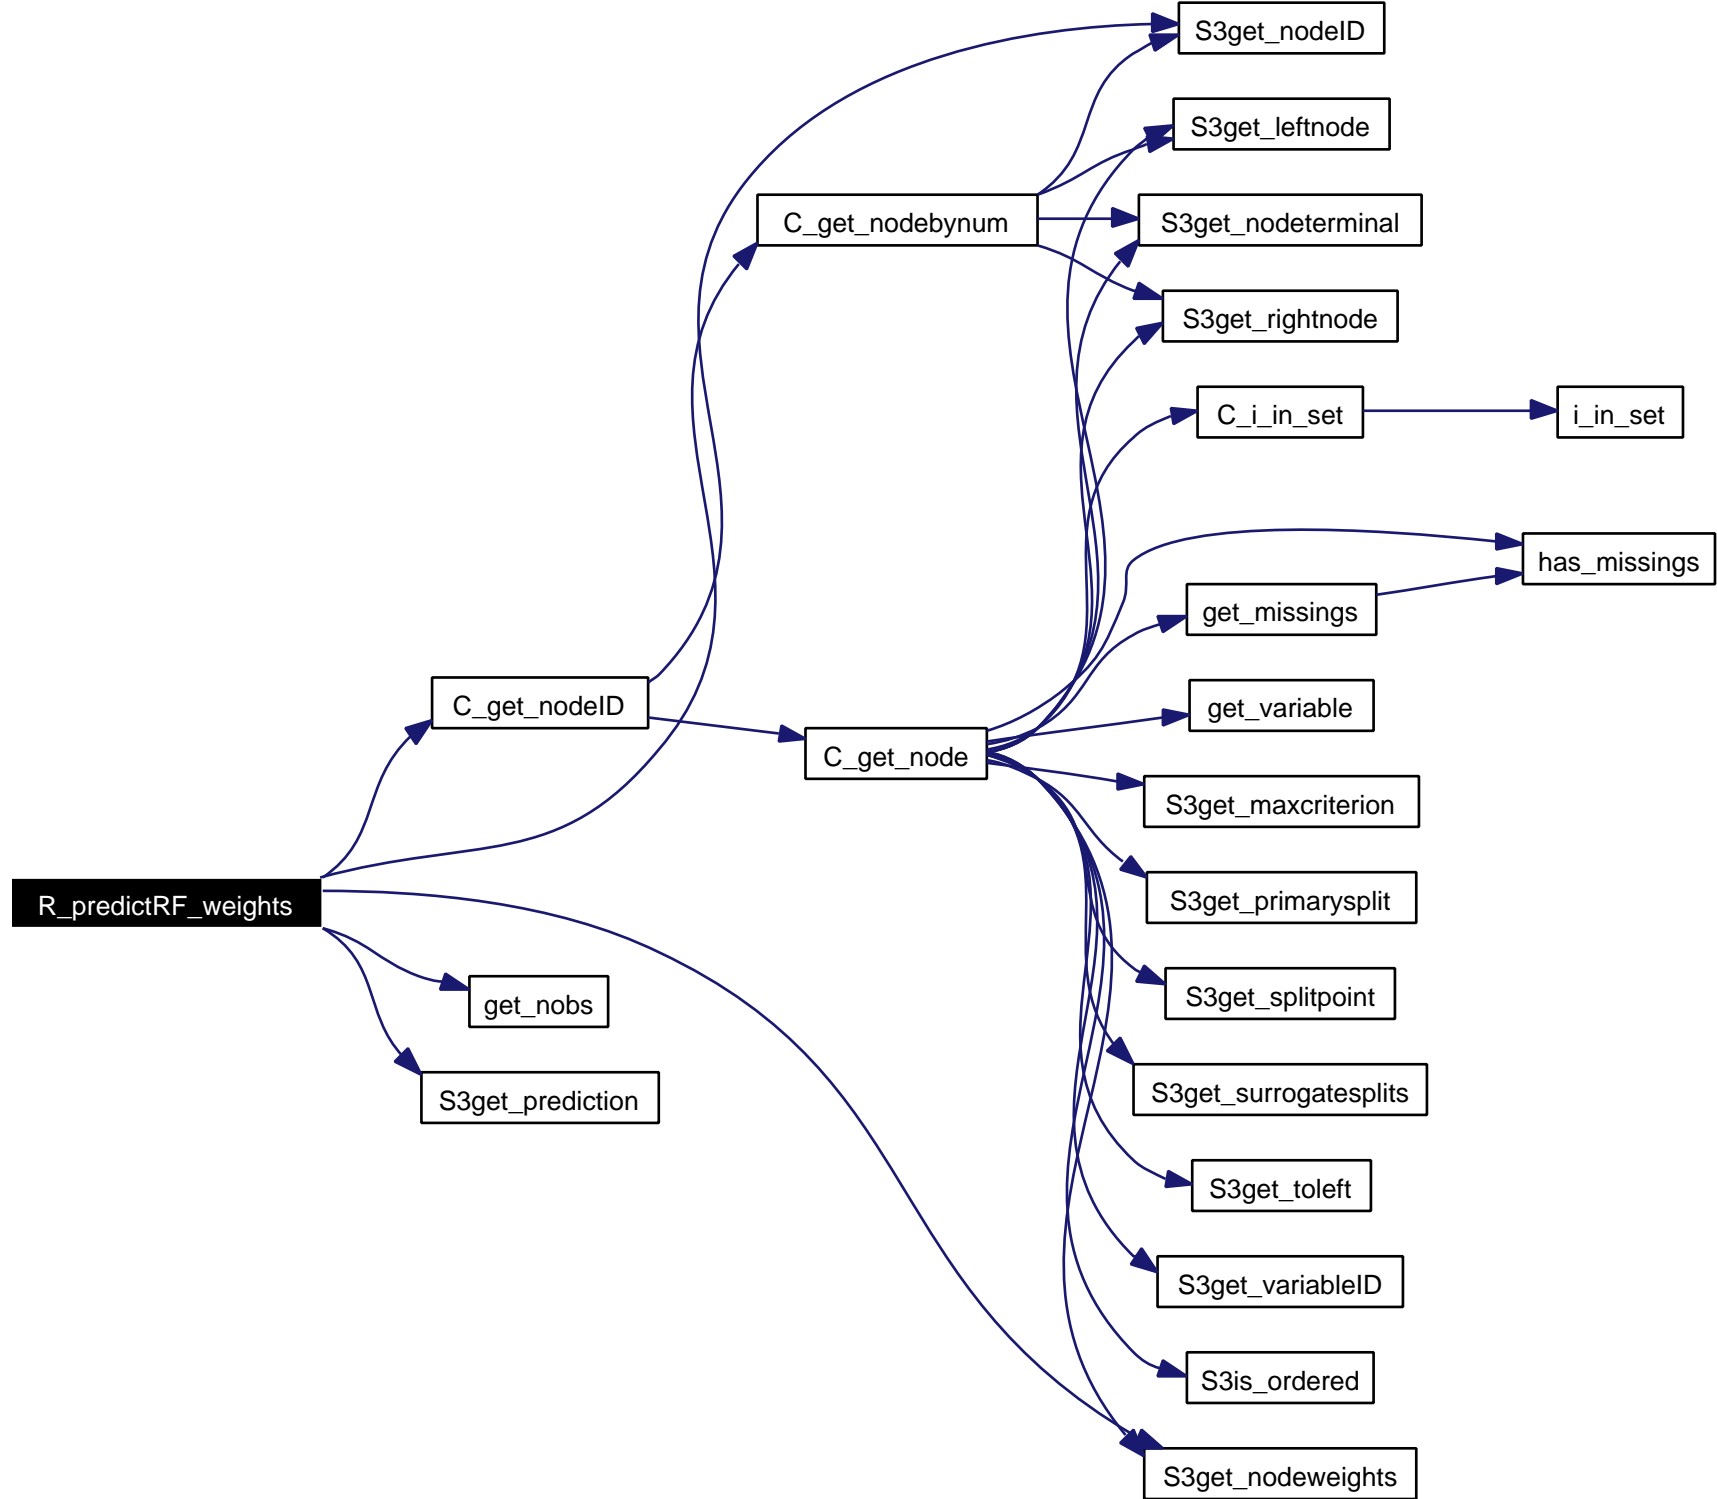 S3get_nodeID
S3get_leftnode
C_get_nodebynum
S3get_nodeterminal
S3get_rightnode
C_i_in_set
i_in_set
has_missings
get_missings
C_get_nodeID
get_variable
C_get_node
S3get_maxcriterion
S3get_primarysplit
R_predictRF_weights
S3get_splitpoint
get_nobs
S3get_surrogatesplits
S3get_prediction
S3get_toleft
S3get_variableID
S3is_ordered
S3get_nodeweights